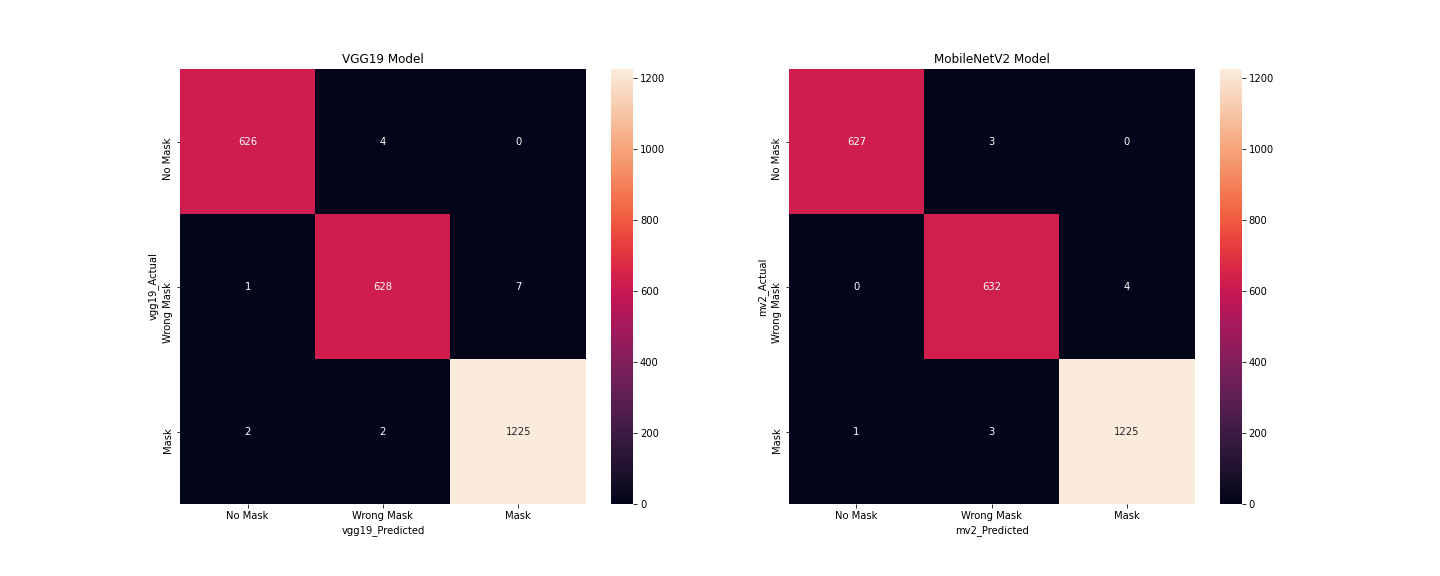 VGG19 Model
626 4 0
1 628 7
2 2 1225
No Mask
Wrong Mask
Mask
vgg19_Actual
No Mask Wrong Mask Mask
vgg19_Predicted
1200
1000
800
600
400
200
0
MobileNetV2 Model
627 3 0
0 632 4
1 3 1225
No Mask
Wrong Mask
Mask
mv2_Actual
No Mask Wrong Mask Mask
mv2_Predicted
1200
1000
800
600
400
200
0